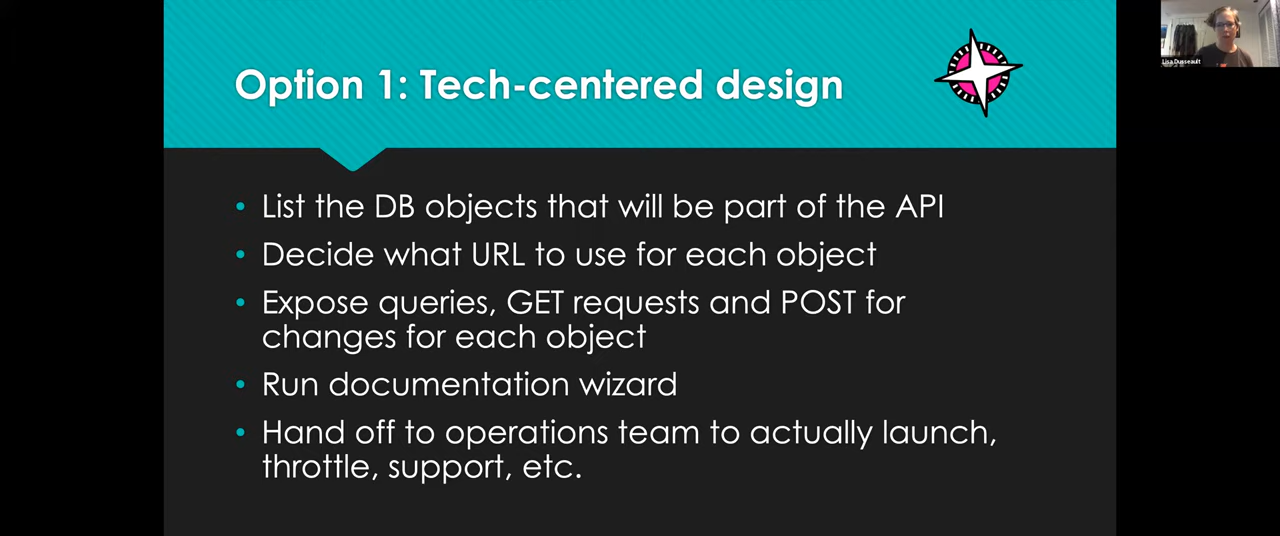 Option 1: Tech-centered design
Lisa Dusseault
• List the DB objects that will be part of the API
• Decide what URL to use for each object
• Expose queries, GET requests and POST for
changes for each object
• Run documentation wizard
• Hand off to operations team to actually launch,
throttle, support, etc.